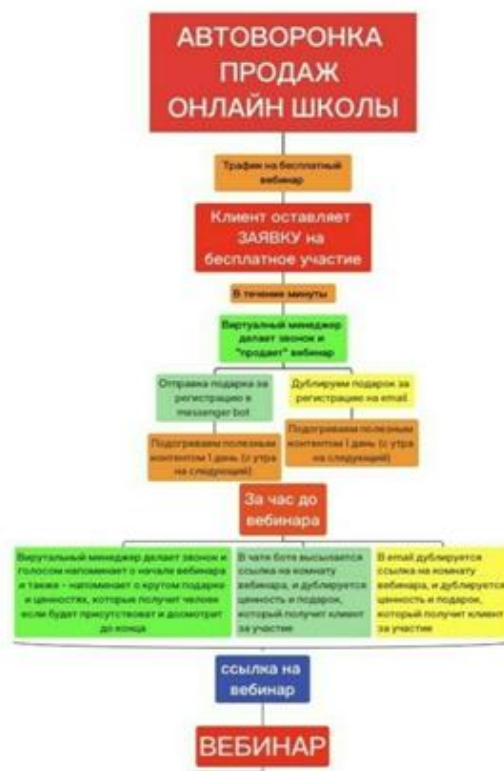 АВТОВОРОНКА
ПРОДАЖ
ОНЛАЙН ШКОЛЫ
Трафик на бесплатный
вебинар
Клиент оставляет
ЗАЯВКУ на
бесплатное участие
В течение минуты
Виртуалный менеджер
делает звонок и
"продает" вебинар
Отправка подарка за
регистрацию в
messenger bot
Дублируем подарок за
регистрацию на email
Подогреваем полезным
контентом 1 день (с утра
на следующий)
Подогреваем полезным
контентом 1 день (с утра
на следующий)
За час до
вебинара
Вирутальный менеджер делает звонок и
голосом напоминает о начале вебинара
и также - напоминает о крутом подарке
и ценностях, которые получит человек
если будет присутствоват и досмотрит
до конца
В чати боте высылается
ссылка на комнату
вебинара, и дублируется
ценность и подарок,
который получит клиент
за участие
В email дублируется
ссылка на комнату
вебинара, и дублируется
ценность и подарок,
который получит клиент
за участие
ссылка на
вебинар
ВЕБИНАР